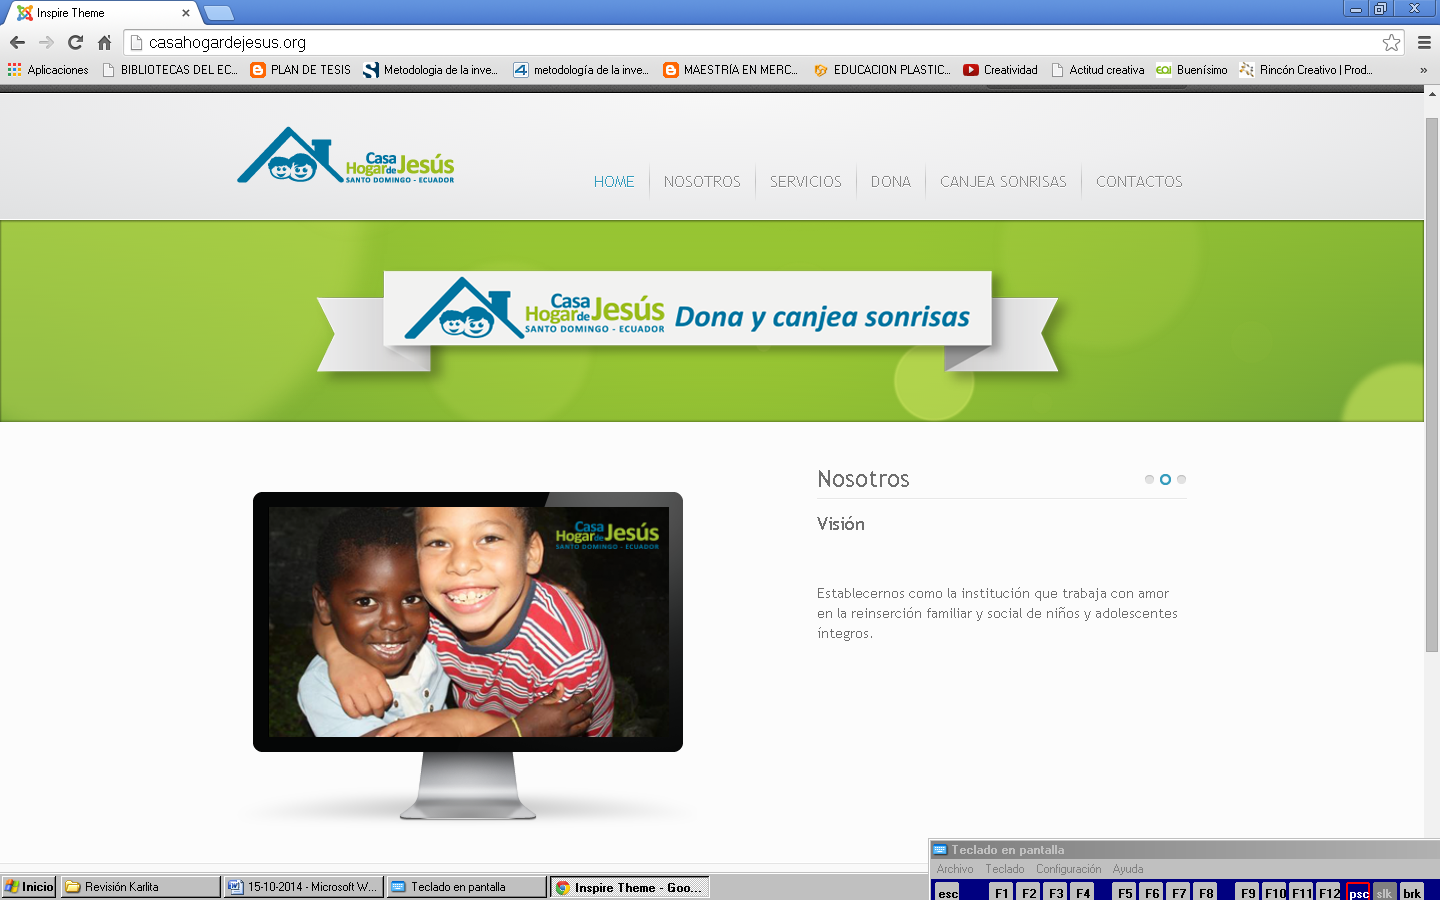 Inspire Theme
casahogardejesus.org
Aplicaciones BIBLIOTECAS DEL EC... PLAN DE TESIS Metodologia de la inve... metodología de la inve... MAESTRÍA EN MERC... EDUCACION PLASTIC... Creatividad Actitud creativa Buenísimo Rincón Creativo | Prod... »
Casa
Hogar de Jesús
SANTO DOMINGO - ECUADOR
HOME NOSOTROS SERVICIOS DONA CANJEA SONRISAS CONTACTOS
Casa
Hogar de Jesús
SANTO DOMINGO - ECUADOR
Dona y canjea sonrisas
Casa
Hogar de Jesús
SANTO DOMINGO - ECUADOR
Nosotros
Visión
Establecernos como la institución que trabaja con amor
en la reinserción familiar y social de niños y adolescentes
íntegros.
Teclado en pantalla
Archivo Teclado Configuración Ayuda
esc F1 F2 F3 F4 F5 F6 F7 F8 F9 F10 F11 F12 psc slk brk
Inicio Revisión Karlita 15-10-2014 - Microsoft W... Teclado en pantalla Inspire Theme - Goo...